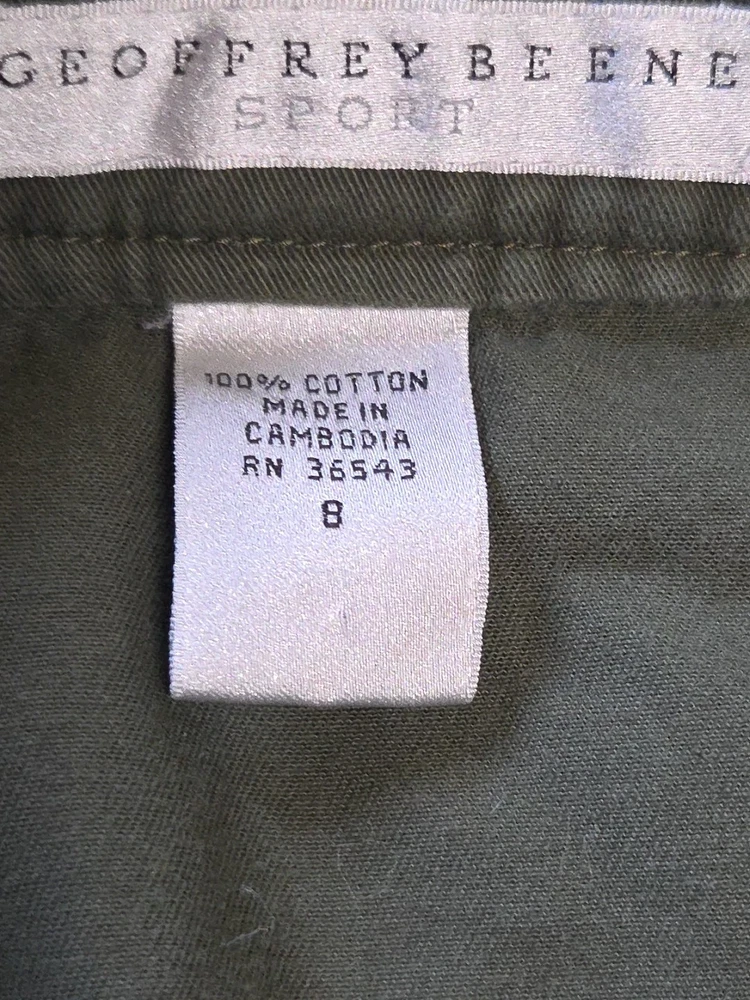 GEOFFREY BEENE
SPORT
100% COTTON
MADE IN
CAMBODIA
RN 36543
8